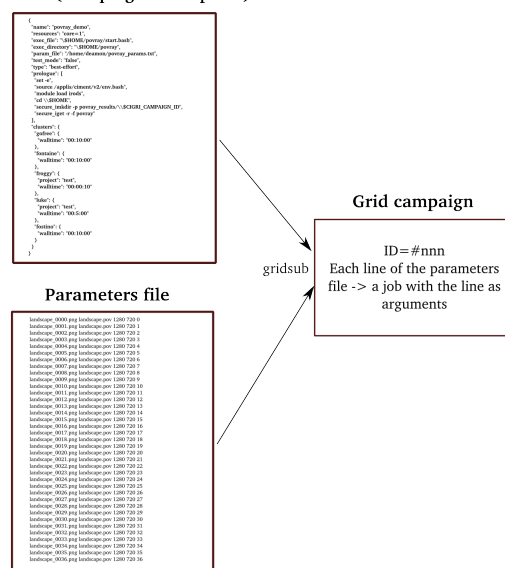 {
"name": "povray_demo",
"resources": "core=1",
"exec_file": "\$HOME/povray/start.bash",
"exec_directory": "\$HOME/povray",
"param_file": "/home/deamon/povray_params.txt",
"test_mode": "false",
"type": "best-effort",
"prologue": [
"set -e",
"source /applis/ciment/v2/env.bash",
"module load irods",
"cd \\$HOME",
"secure_imkdir -p povray_results/\\$CIGRI_CAMPAIGN_ID",
"secure_iget -r -f povray"
],
"clusters": {
"gofree": {
"walltime": "00:10:00"
},
"fontaine": {
"walltime": "00:10:00"
},
"froggy": {
"project": "test",
"walltime": "00:00:10"
},
"luke": {
"project": "test",
"walltime": "00:5:00"
},
"fostino": {
"walltime": "00:10:00"
}
}
}
Grid campaign
gridsub
ID=#nnn
Each line of the parameters
file -> a job with the line as
arguments
Parameters file
landscape_0000.png landscape.pov 1280 720 0
landscape_0001.png landscape.pov 1280 720 1
landscape_0002.png landscape.pov 1280 720 2
landscape_0003.png landscape.pov 1280 720 3
landscape_0004.png landscape.pov 1280 720 4
landscape_0005.png landscape.pov 1280 720 5
landscape_0006.png landscape.pov 1280 720 6
landscape_0007.png landscape.pov 1280 720 7
landscape_0008.png landscape.pov 1280 720 8
landscape_0009.png landscape.pov 1280 720 9
landscape_0010.png landscape.pov 1280 720 10
landscape_0011.png landscape.pov 1280 720 11
landscape_0012.png landscape.pov 1280 720 12
landscape_0013.png landscape.pov 1280 720 13
landscape_0014.png landscape.pov 1280 720 14
landscape_0015.png landscape.pov 1280 720 15
landscape_0016.png landscape.pov 1280 720 16
landscape_0017.png landscape.pov 1280 720 17
landscape_0018.png landscape.pov 1280 720 18
landscape_0019.png landscape.pov 1280 720 19
landscape_0020.png landscape.pov 1280 720 20
landscape_0021.png landscape.pov 1280 720 21
landscape_0022.png landscape.pov 1280 720 22
landscape_0023.png landscape.pov 1280 720 23
landscape_0024.png landscape.pov 1280 720 24
landscape_0025.png landscape.pov 1280 720 25
landscape_0026.png landscape.pov 1280 720 26
landscape_0027.png landscape.pov 1280 720 27
landscape_0028.png landscape.pov 1280 720 28
landscape_0029.png landscape.pov 1280 720 29
landscape_0030.png landscape.pov 1280 720 30
landscape_0031.png landscape.pov 1280 720 31
landscape_0032.png landscape.pov 1280 720 32
landscape_0033.png landscape.pov 1280 720 33
landscape_0034.png landscape.pov 1280 720 34
landscape_0035.png landscape.pov 1280 720 35
landscape_0036.png landscape.pov 1280 720 36